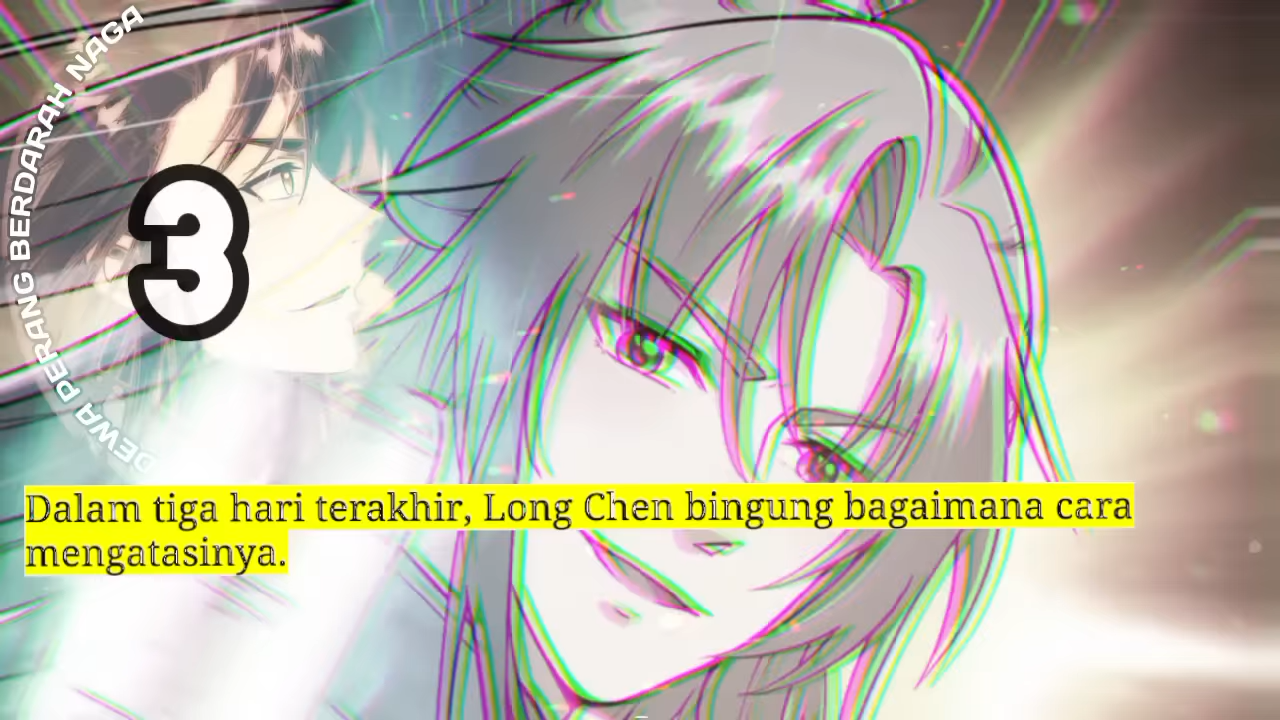 DEWA PERANG BERDARAH NAGA
3
Dalam tiga hari terakhir, Long Chen bingung bagaimana cara
mengatasinya.